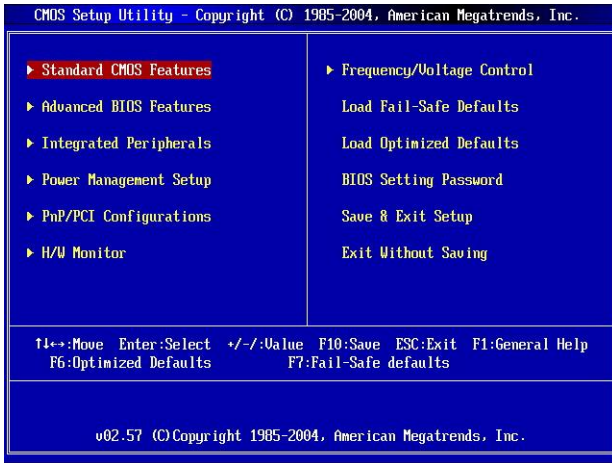 CMOS Setup Utility - Copyright (C) 1985-2004, American Megatrends, Inc.
▶ Standard CMOS Features
▶ Advanced BIOS Features
▶ Integrated Peripherals
▶ Power Management Setup
▶ PnP/PCI Configurations
▶ H/W Monitor
▶ Frequency/Voltage Control
Load Fail-Safe Defaults
Load Optimized Defaults
BIOS Setting Password
Save & Exit Setup
Exit Without Saving
↑↓←→:Move Enter:Select +/-/:Value F10:Save ESC:Exit F1:General Help
F6:Optimized Defaults F7:Fail-Safe defaults
v02.57 (C)Copyright 1985-2004, American Megatrends, Inc.